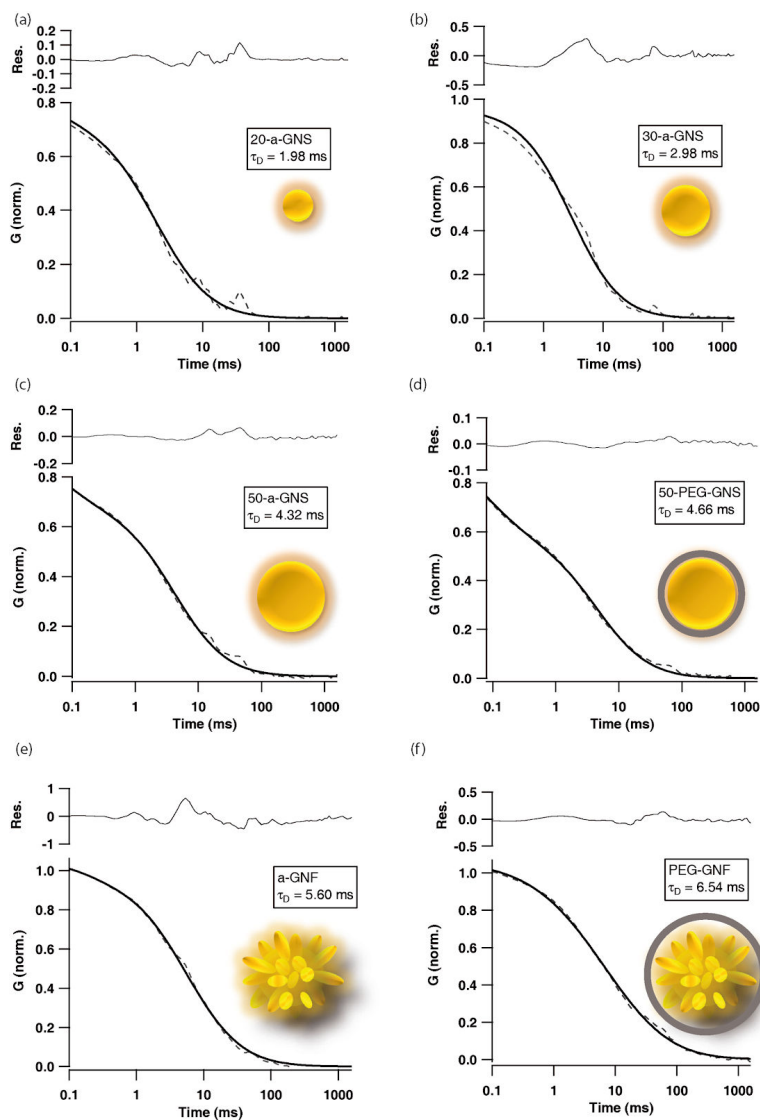 (a)
Res.
0.2
0.1
0.0
-0.1
-0.2
0.8
0.6
0.4
0.2
0.0
G (norm.)
20-a-GNS
τD = 1.98 ms
0.1 1 10 100 1000
Time (ms)
(b)
Res.
0.5
0.0
-0.5
1.0
0.8
0.6
0.4
0.2
0.0
G (norm.)
30-a-GNS
τD = 2.98 ms
0.1 1 10 100 1000
Time (ms)
(c)
Res.
0.2
0.0
-0.2
0.8
0.6
0.4
0.2
0.0
G (norm.)
50-a-GNS
τD = 4.32 ms
0.1 1 10 100 1000
Time (ms)
(d)
Res.
0.1
0.0
-0.1
0.8
0.6
0.4
0.2
0.0
G (norm.)
50-PEG-GNS
τD = 4.66 ms
0.1 1 10 100 1000
Time (ms)
(e)
Res.
1
0
-1
1.0
0.8
0.6
0.4
0.2
0.0
G (norm.)
a-GNF
τD = 5.60 ms
0.1 1 10 100 1000
Time (ms)
(f)
Res.
0.5
0.0
-0.5
1.0
0.8
0.6
0.4
0.2
0.0
G (norm.)
PEG-GNF
τD = 6.54 ms
0.1 1 10 100 1000
Time (ms)